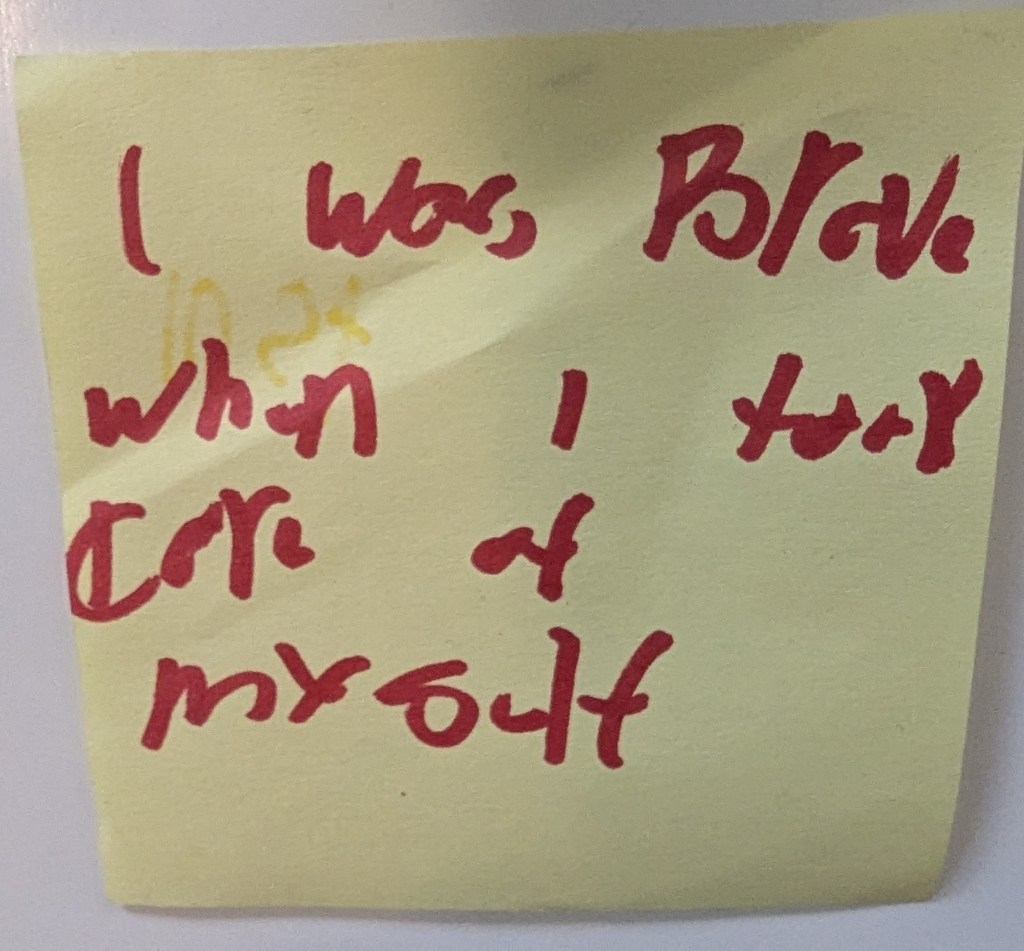 I was Brave
when I took
Care of
myself